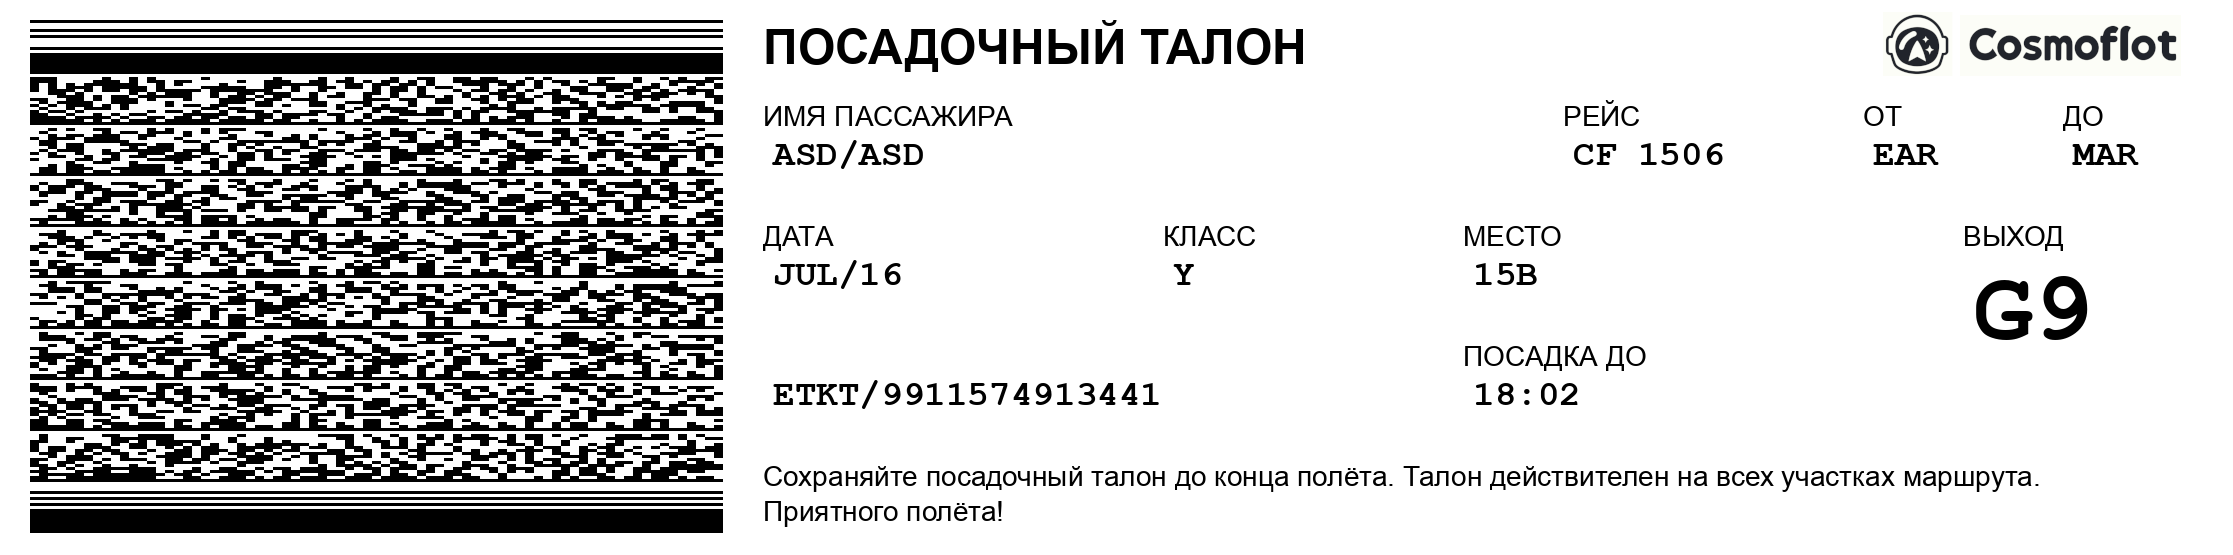 ПОСАДОЧНЫЙ ТАЛОН
Cosmoflot
ИМЯ ПАССАЖИРА РЕЙС ОТ ДО
ASD/ASD CF 1506 EAR MAR
ДАТА КЛАСС МЕСТО ВЫХОД
JUL/16 Y 15B G9
ПОСАДКА ДО
ETKT/9911574913441 18:02
Сохраняйте посадочный талон до конца полёта. Талон действителен на всех участках маршрута.
Приятного полёта!